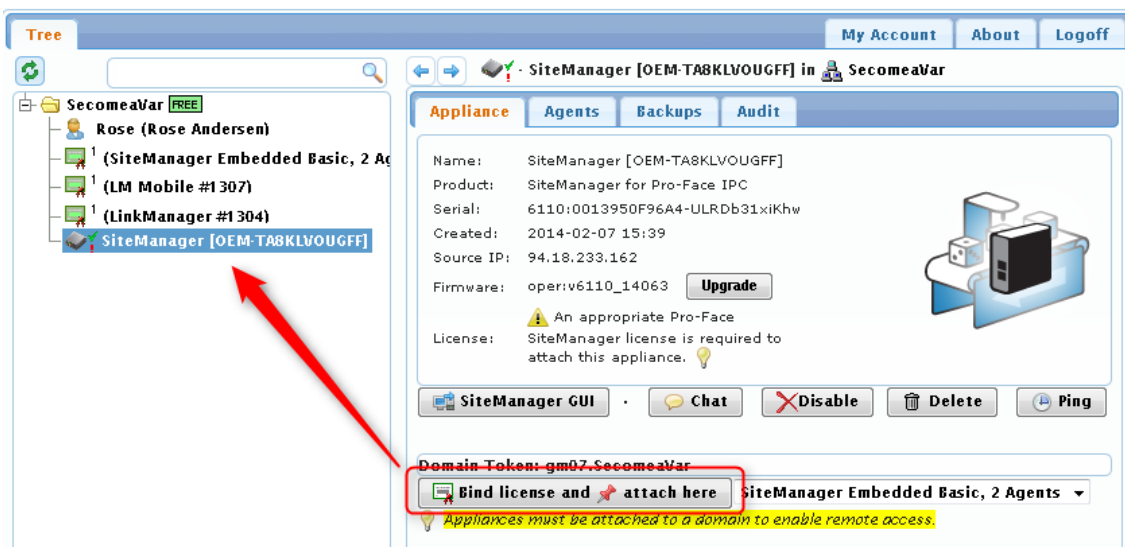 Tree
My Account
About
Logoff
SiteManager [OEM-TA8KLVOUGFF] in SecomeaVar
SecomeaVar FREE
Rose (Rose Andersen)
1 (SiteManager Embedded Basic, 2 Ag
1 (LM Mobile #1307)
1 (LinkManager #1304)
SiteManager [OEM-TA8KLVOUGFF]
Appliance
Agents
Backups
Audit
Name: SiteManager [OEM-TA8KLVOUGFF]
Product: SiteManager for Pro-Face IPC
Serial: 6110:0013950F96A4-ULRDb31xiKhw
Created: 2014-02-07 15:39
Source IP: 94.18.233.162
Firmware: oper:v6110_14063 Upgrade
An appropriate Pro-Face
License: SiteManager license is required to
attach this appliance.
SiteManager GUI
Chat
Disable
Delete
Ping
Domain Token: gm07.SecomeaVar
Bind license and attach here
SiteManager Embedded Basic, 2 Agents
Appliances must be attached to a domain to enable remote access.